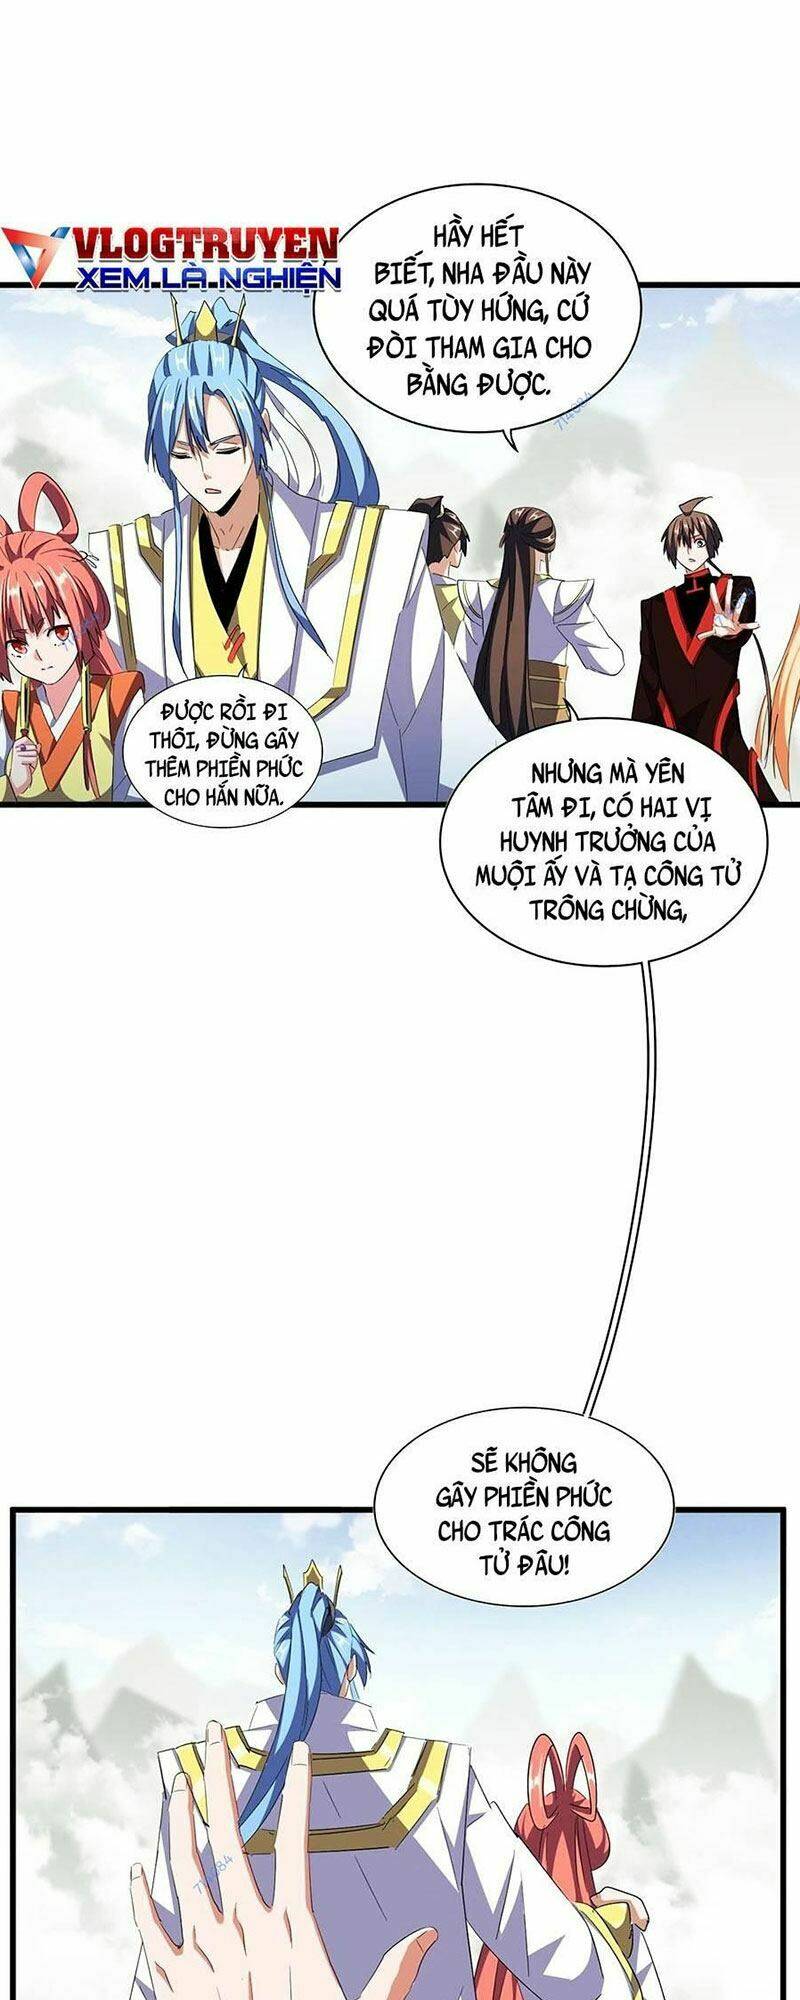 VLOGTRUYEN
XEM LÀ NGHIỆN
HẦY HẾT
BIẾT, NHA ĐẦU NÀY
QUÁ TÙY HỨNG, CỨ
ĐÒI THAM GIA CHO
BẰNG ĐƯỢC.
714684
ĐƯỢC RỒI ĐI
THÔI, ĐỪNG GÂY
THÊM PHIỀN PHỨC
CHO HẮN NỮA.
NHƯNG MÀ YÊN
TÂM ĐI, CÓ HAI VỊ
HUYNH TRƯỞNG CỦA
MUỘI ẤY VÀ TẠ CÔNG TỬ
TRÔNG CHỪNG,
SẼ KHÔNG
GÂY PHIỀN PHỨC
CHO TRÁC CÔNG
TỬ ĐÂU!
714684